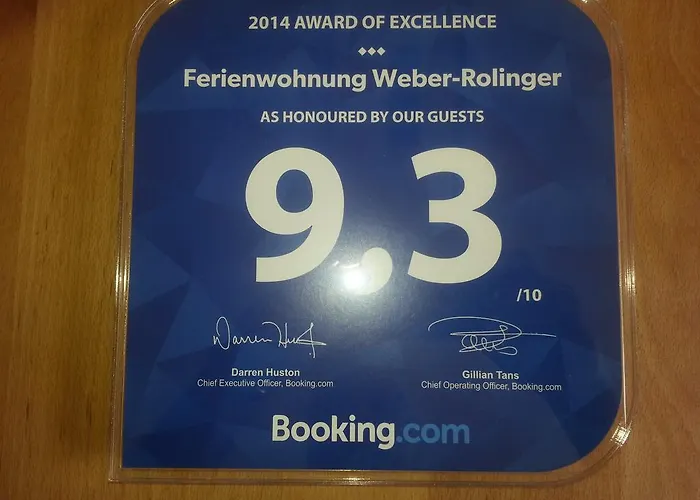 2014 AWARD OF EXCELLENCE
Ferienwohnung Weber-Rolinger
AS HONOURED BY OUR GUESTS
9.3
/10
Darren Huston
Chief Executive Officer, Booking.com
Gillian Tans
Chief Operating Officer, Booking.com
Booking.com